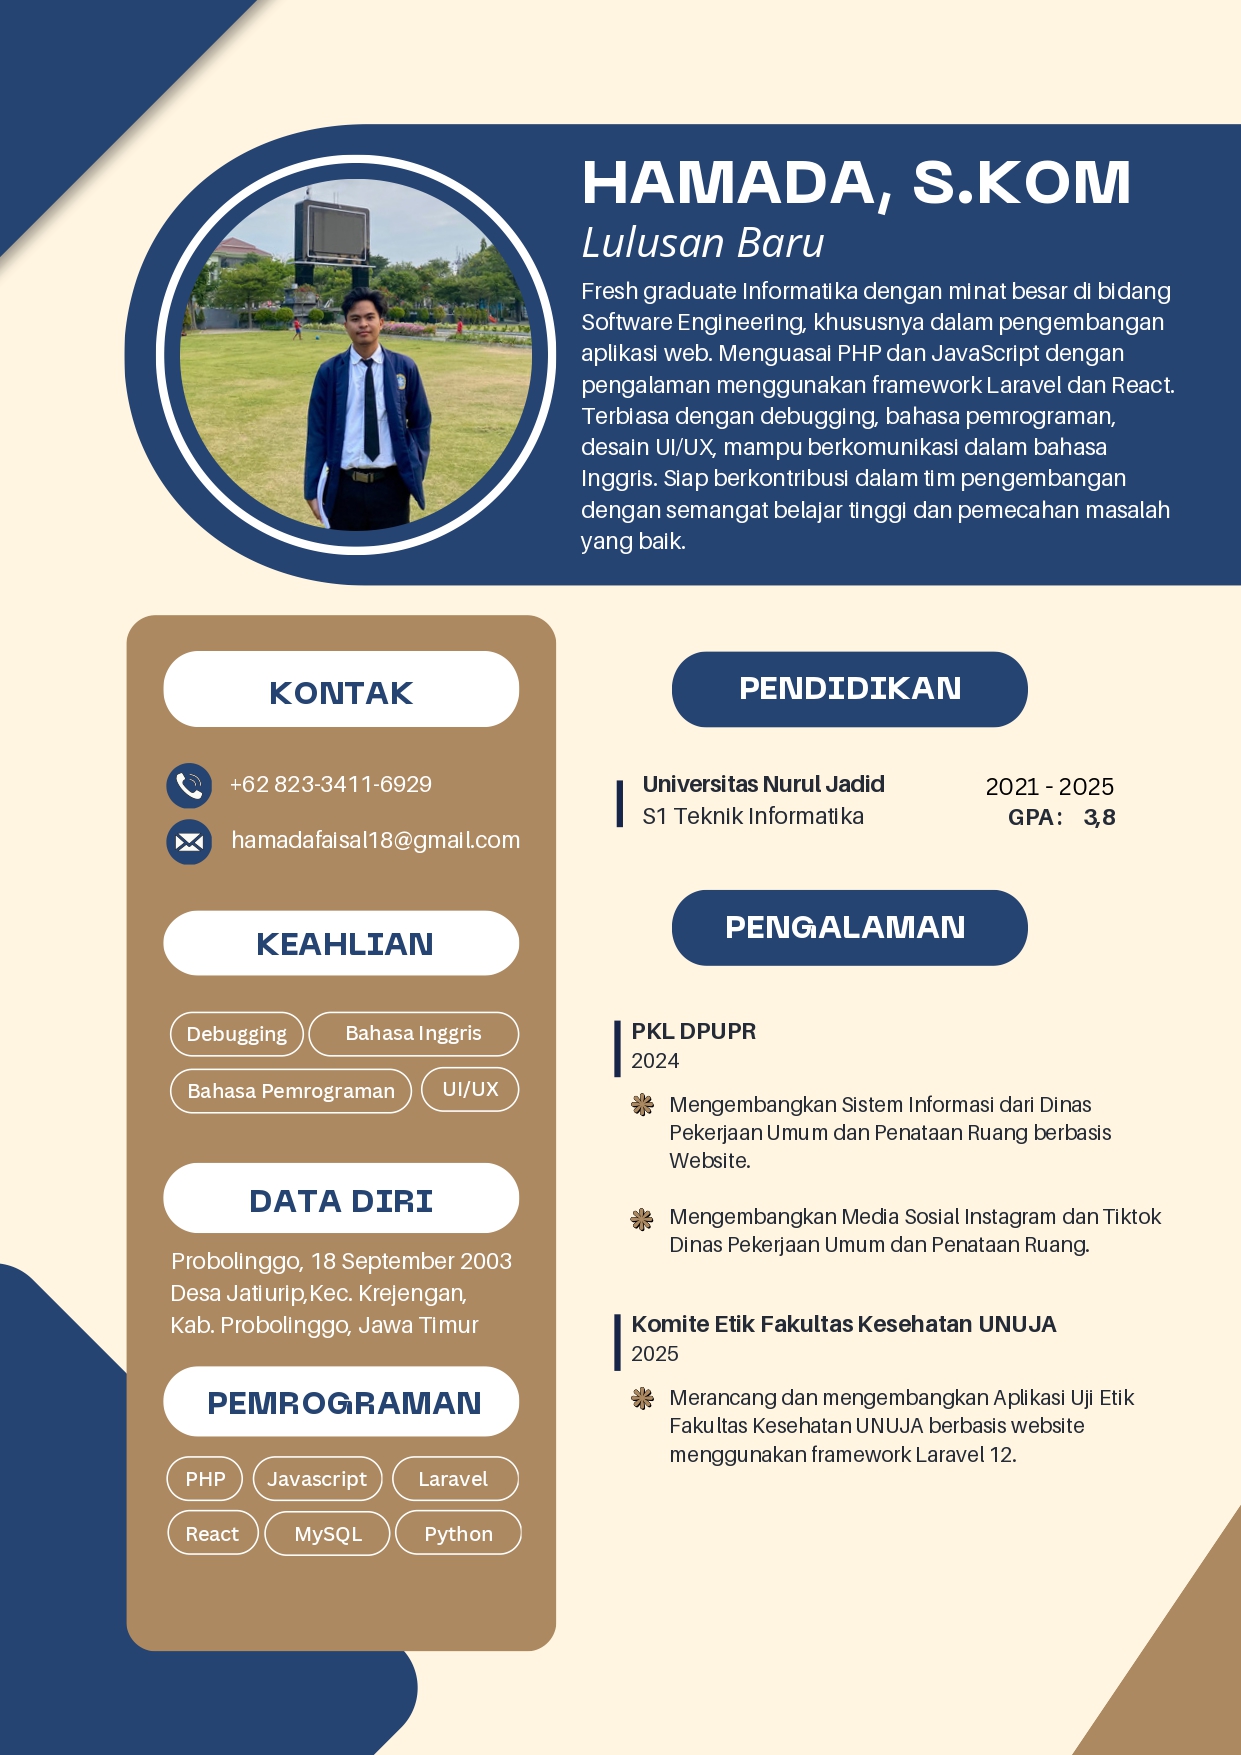 HAMADA, S.KOM
Lulusan Baru
Fresh graduate Informatika dengan minat besar di bidang
Software Engineering, khususnya dalam pengembangan
aplikasi web. Menguasai PHP dan JavaScript dengan
pengalaman menggunakan framework Laravel dan React.
Terbiasa dengan debugging, bahasa pemrograman,
desain UI/UX, mampu berkomunikasi dalam bahasa
Inggris. Siap berkontribusi dalam tim pengembangan
dengan semangat belajar tinggi dan pemecahan masalah
yang baik.
KONTAK
+62 823-3411-6929
hamadafaisal18@gmail.com
KEAHLIAN
Debugging
Bahasa Inggris
Bahasa Pemrograman
UI/UX
DATA DIRI
Probolinggo, 18 September 2003
Desa Jatiurip,Kec. Krejengan,
Kab. Probolinggo, Jawa Timur
PEMROGRAMAN
PHP
Javascript
Laravel
React
MySQL
Python
PENDIDIKAN
Universitas Nurul Jadid
2021 - 2025
S1 Teknik Informatika
GPA: 3,8
PENGALAMAN
PKL DPUPR
2024
Mengembangkan Sistem Informasi dari Dinas
Pekerjaan Umum dan Penataan Ruang berbasis
Website.
Mengembangkan Media Sosial Instagram dan Tiktok
Dinas Pekerjaan Umum dan Penataan Ruang.
Komite Etik Fakultas Kesehatan UNUJA
2025
Merancang dan mengembangkan Aplikasi Uji Etik
Fakultas Kesehatan UNUJA berbasis website
menggunakan framework Laravel 12.